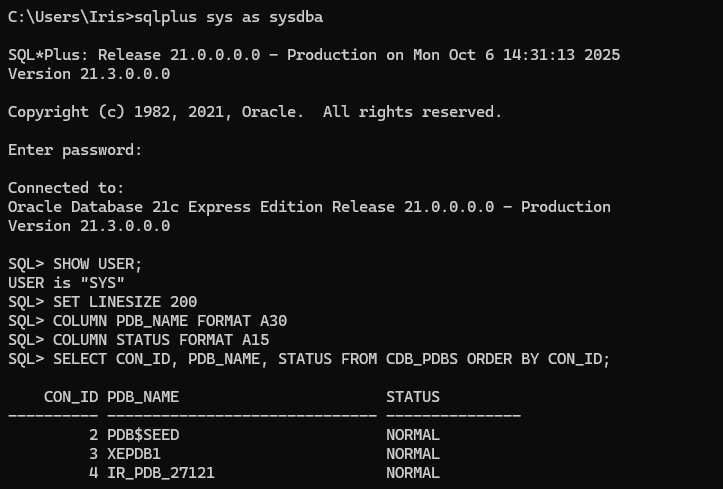 C:\Users\Iris>sqlplus sys as sysdba
SQL*Plus: Release 21.0.0.0.0 - Production on Mon Oct 6 14:31:13 2025
Version 21.3.0.0.0
Copyright (c) 1982, 2021, Oracle.  All rights reserved.
Enter password:
Connected to:
Oracle Database 21c Express Edition Release 21.0.0.0.0 - Production
Version 21.3.0.0.0
SQL> SHOW USER;
USER is "SYS"
SQL> SET LINESIZE 200
SQL> COLUMN PDB_NAME FORMAT A30
SQL> COLUMN STATUS FORMAT A15
SQL> SELECT CON_ID, PDB_NAME, STATUS FROM CDB_PDBS ORDER BY CON_ID;
    CON_ID PDB_NAME                       STATUS
---------- ------------------------------ ---------------
         2 PDB$SEED                       NORMAL
         3 XEPDB1                         NORMAL
         4 IR_PDB_27121                   NORMAL